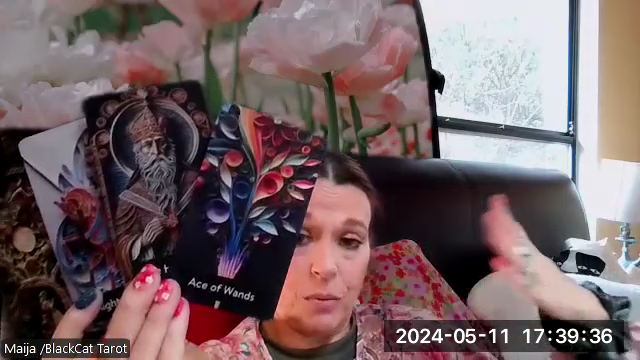 Ace of Wands
Maija /BlackCat Tarot
2024-05-11 17:39:36